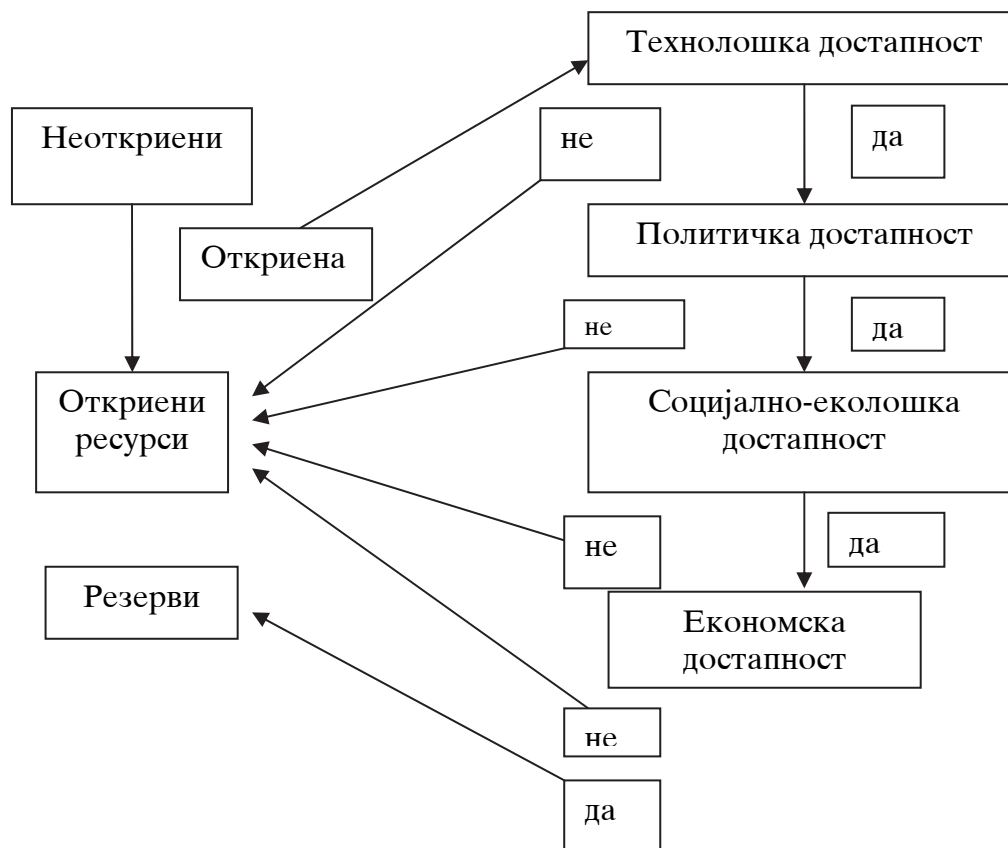 Технолошка достапност
Неоткриени
не
да
Откриена
Политичка достапност
не
да
Откриени
ресурси
Социјално-еколошка
достапност
не
да
Резерви
Економска
достапност
не
да